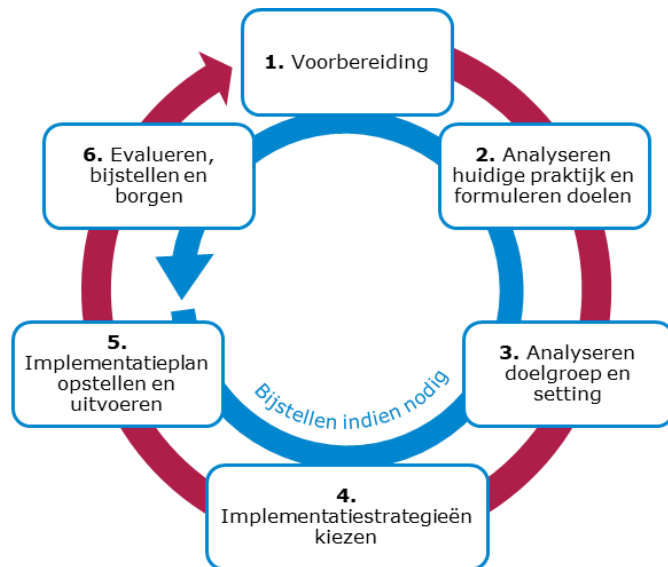 1. Voorbereiding
2. Analyseren
huidige praktijk en
formuleren doelen
3. Analyseren
doelgroep en
setting
4.
Implementatiestrategieën
kiezen
5.
Implementatieplan
opstellen en
uitvoeren
6. Evalueren,
bijstellen en
borgen
Bijstellen indien nodig